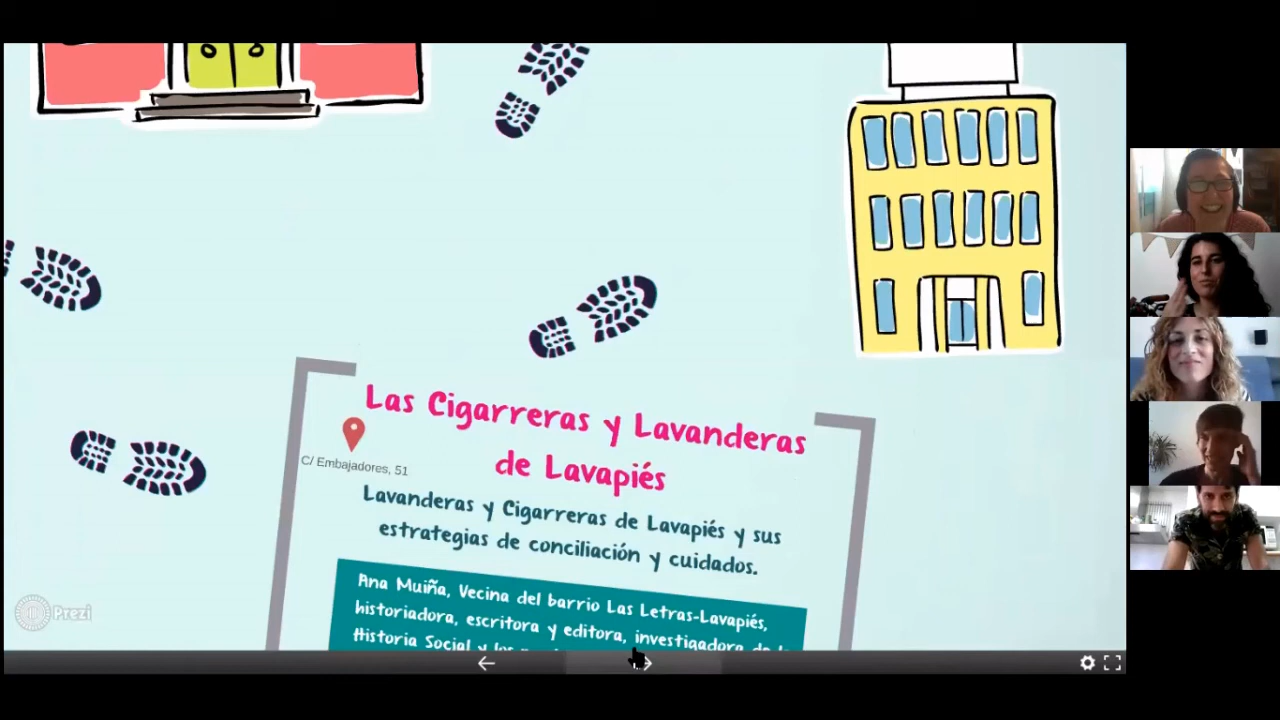 Las Cigarreras y Lavanderas
de Lavapiés
C/ Embajadores, 51
Lavanderas y Cigarreras de Lavapiés y sus
estrategias de conciliación y cuidados.
Ana Muiña, Vecina del barrio Las Letras-Lavapiés,
historiadora, escritora y editora, investigadora de
Historia Social y los
Prezi